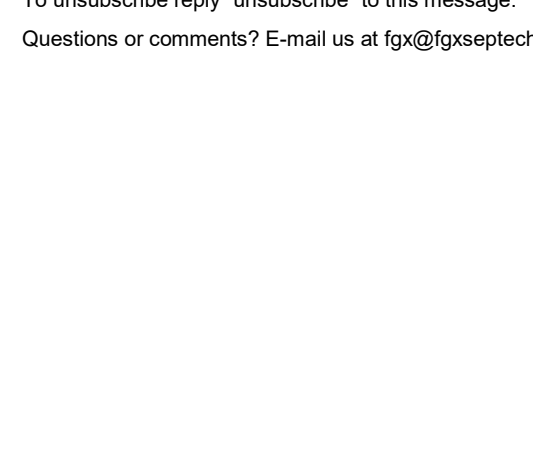 To unsubscribe reply "unsubscribe" to this message.
Questions or comments? E-mail us at fgx@fgxseptech